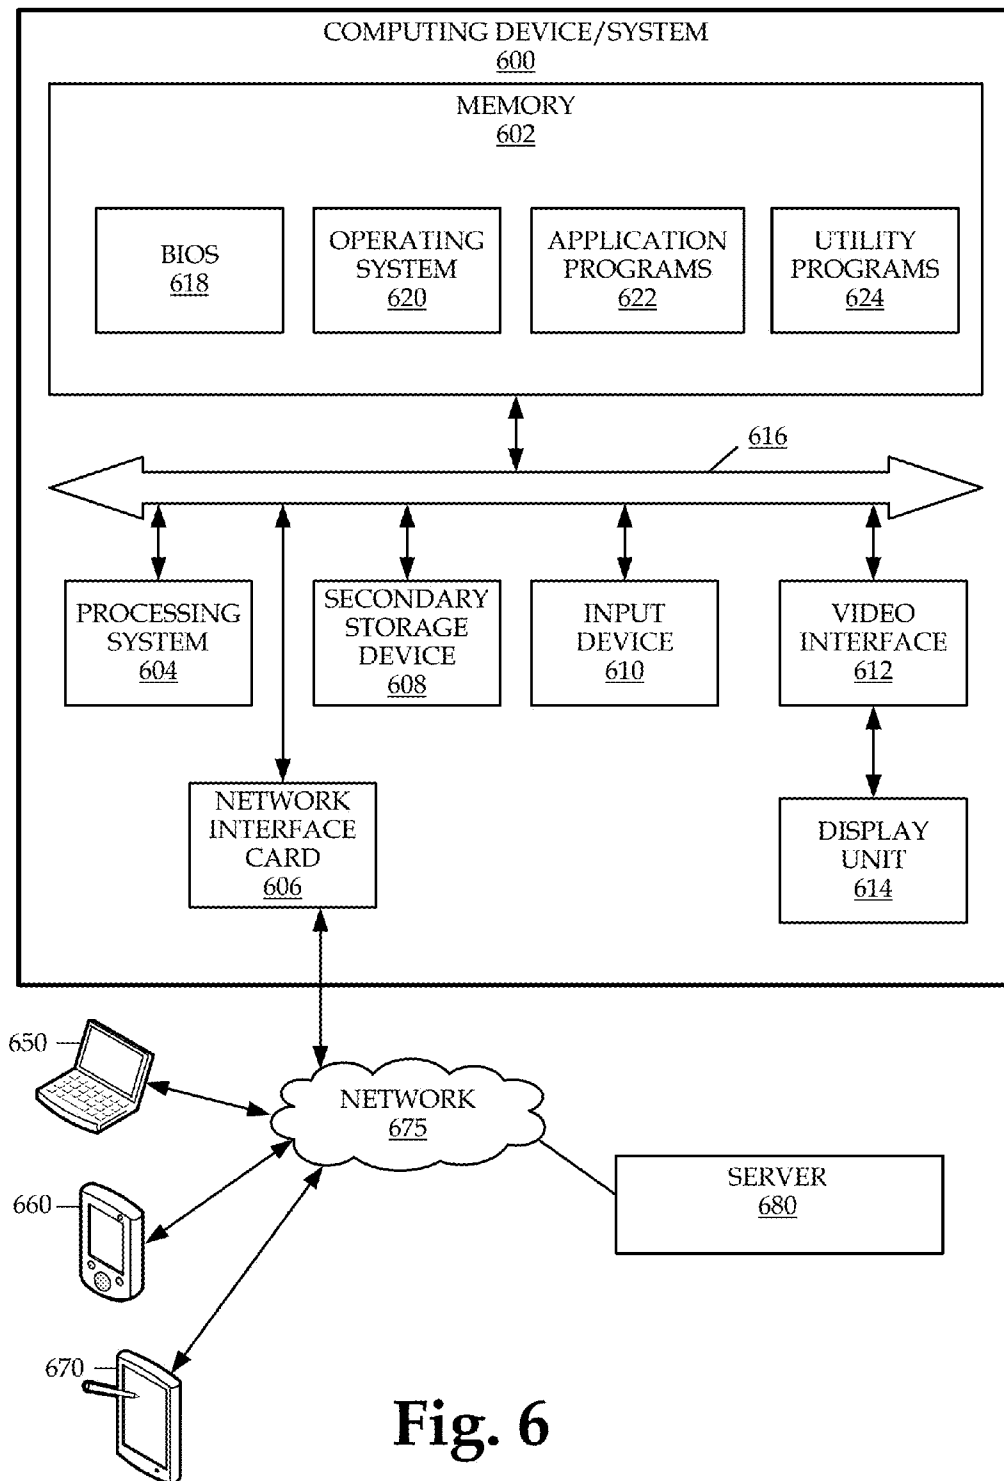 COMPUTING DEVICE/SYSTEM
600
MEMORY
602
BIOS
618
OPERATING
SYSTEM
620
APPLICATION
PROGRAMS
622
UTILITY
PROGRAMS
624
616
PROCESSING
SYSTEM
604
SECONDARY
STORAGE
DEVICE
608
INPUT
DEVICE
610
VIDEO
INTERFACE
612
NETWORK
INTERFACE
CARD
606
DISPLAY
UNIT
614
650
NETWORK
675
SERVER
680
660
670
Fig. 6